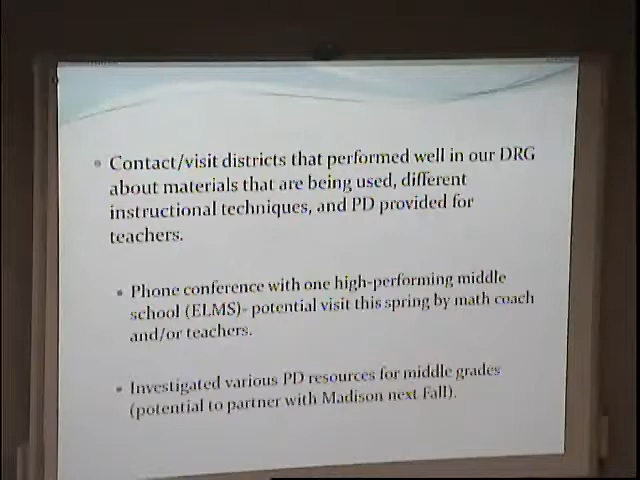 Contact/visit districts that performed well in our DRG
about materials that are being used, different
instructional techniques, and PD provided for
teachers.
Phone conference with one high-performing middle
school (ELMS)- potential visit this spring by math coach
and/or teachers.
Investigated various PD resources for middle grades
(potential to partner with Madison next Fall).